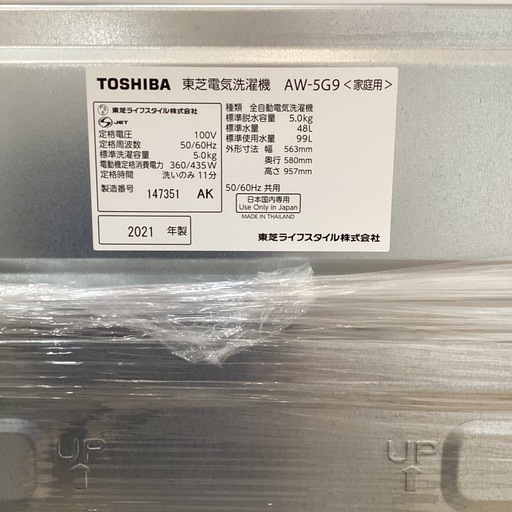 TOSHIBA 東芝電気洗濯機 AW-5G9<家庭用>
東芝ライフスタイル株式会社
JET
定格電圧 100V
定格周波数 50/60Hz
標準洗濯容量 5.0kg
電動機定格消費電力 360/435W
定格時間 洗いのみ 11分
製造番号 147351 AK
2021 年製
種類 全自動電気洗濯機
標準脱水容量 5.0kg
標準水量 48L
標準使用水量 99L
外形寸法 幅 563mm
奥行 580mm
高さ 957mm
50/60Hz 共用
日本国内専用
Use Only in Japan
MADE IN THAILAND
東芝ライフスタイル株式会社
UP UP